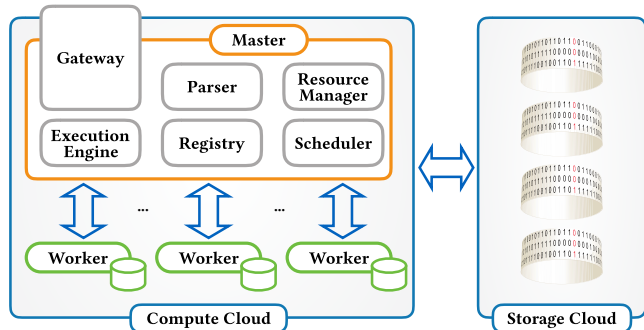 Master
Gateway
Parser
Resource
Manager
Execution
Engine
Registry
Scheduler
...
...
Worker
Worker
Worker
Compute Cloud
Storage Cloud